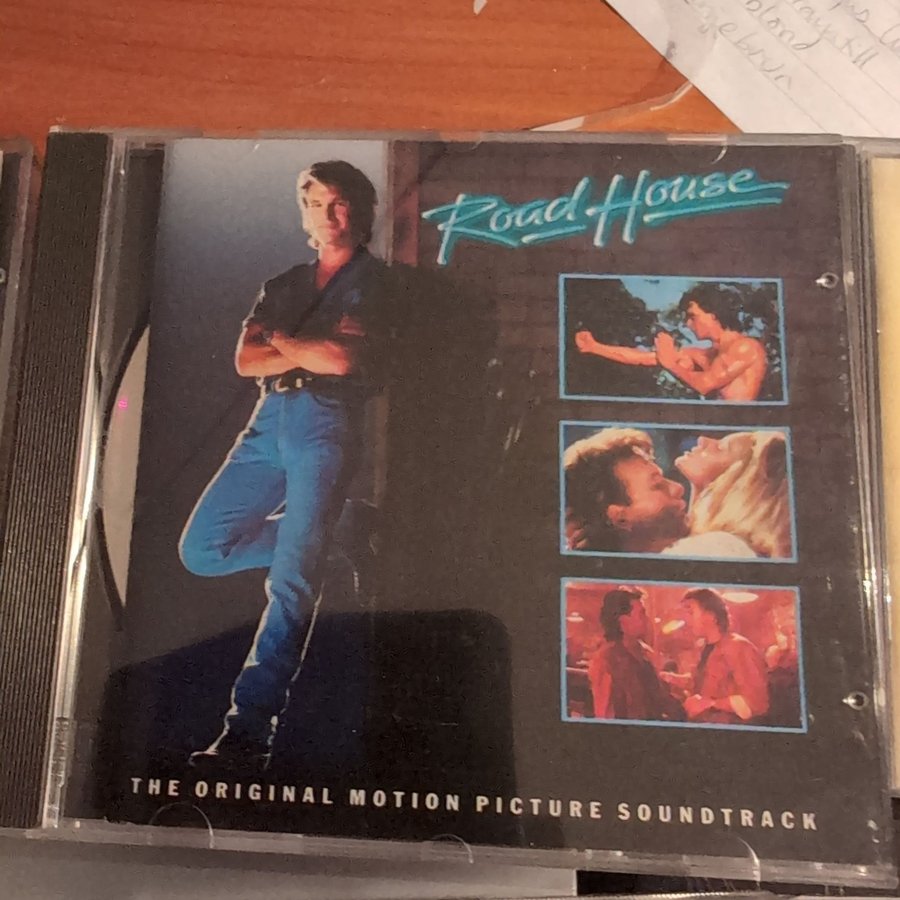 Road House
THE ORIGINAL MOTION PICTURE SOUNDTRACK